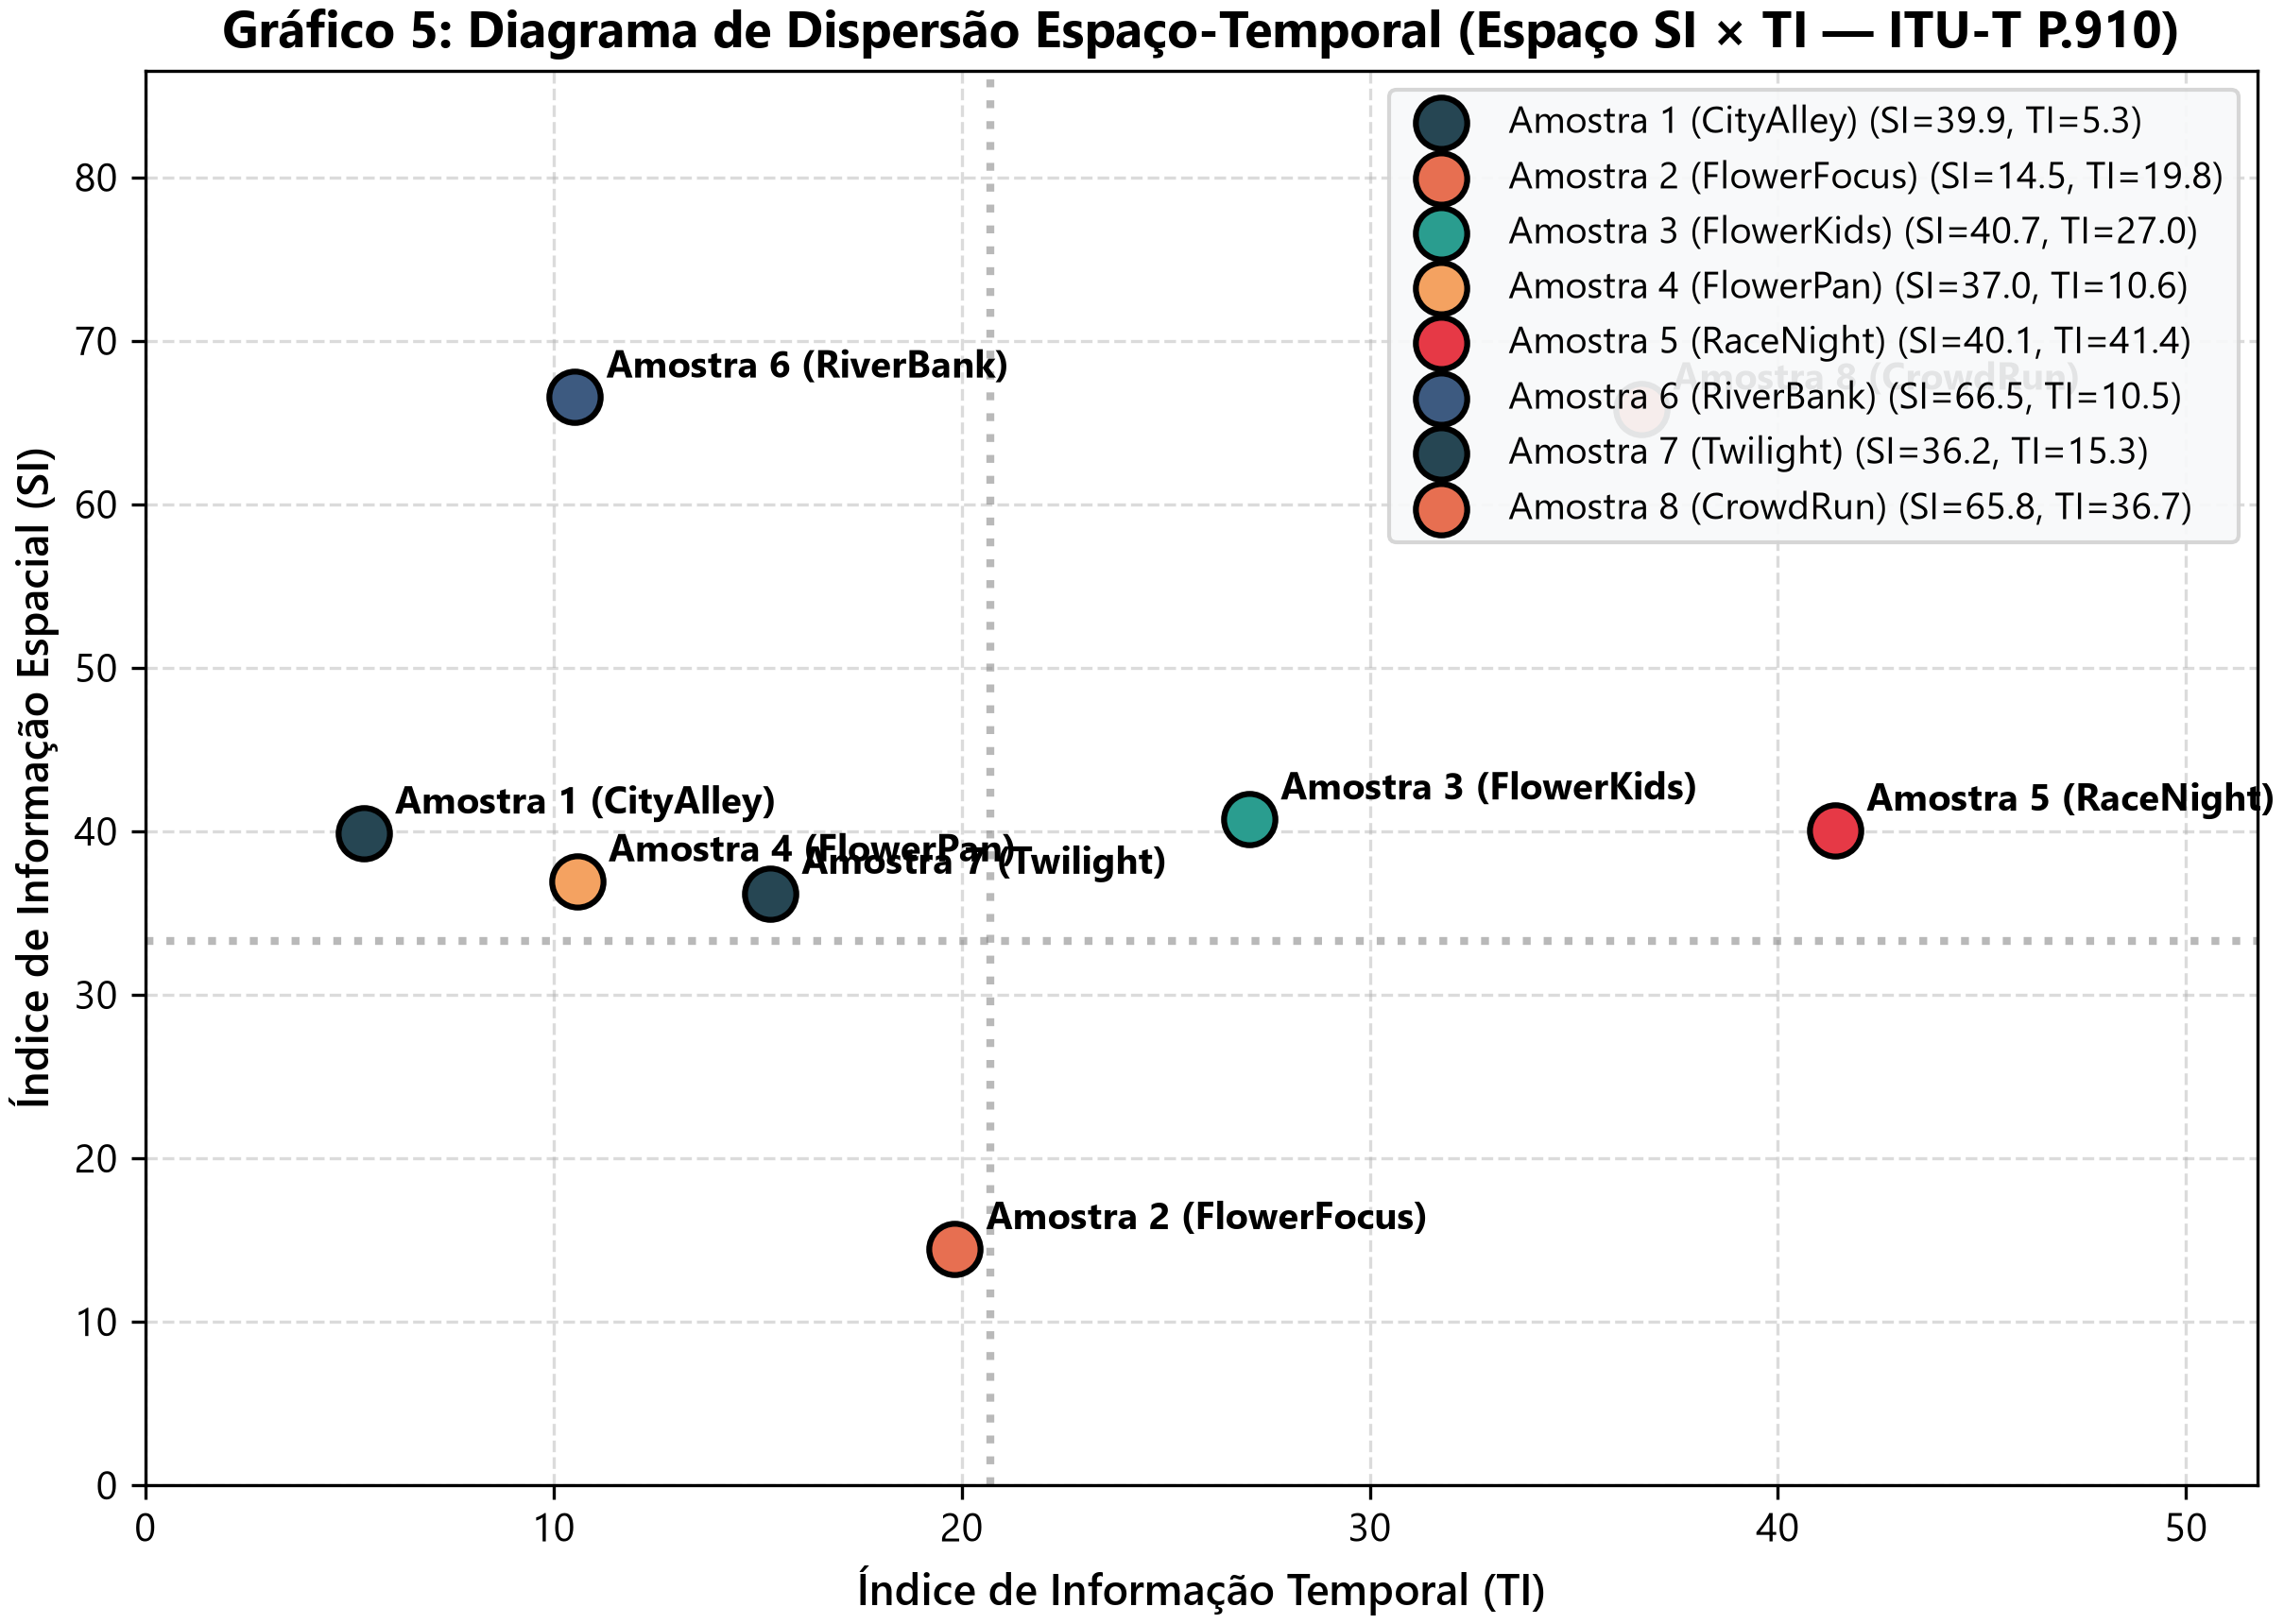 Gráfico 5: Diagrama de Dispersão Espaço-Temporal (Espaço SI × TI — ITU-T P.910)
Amostra 1 (CityAlley) (SI=39.9, TI=5.3)
Amostra 2 (FlowerFocus) (SI=14.5, TI=19.8)
Amostra 3 (FlowerKids) (SI=40.7, TI=27.0)
Amostra 4 (FlowerPan) (SI=37.0, TI=10.6)
Amostra 5 (RaceNight) (SI=40.1, TI=41.4)
Amostra 6 (RiverBank) (SI=66.5, TI=10.5)
Amostra 7 (Twilight) (SI=36.2, TI=15.3)
Amostra 8 (CrowdRun) (SI=65.8, TI=36.7)
Amostra 6 (RiverBank)
Amostra 8 (CrowdRun)
Amostra 1 (CityAlley)
Amostra 3 (FlowerKids)
Amostra 5 (RaceNight)
Amostra 4 (FlowerPan)
Amostra 7 (Twilight)
Amostra 2 (FlowerFocus)
Índice de Informação Espacial (SI)
80
70
60
50
40
30
20
10
0
0 10 20 30 40 50
Índice de Informação Temporal (TI)